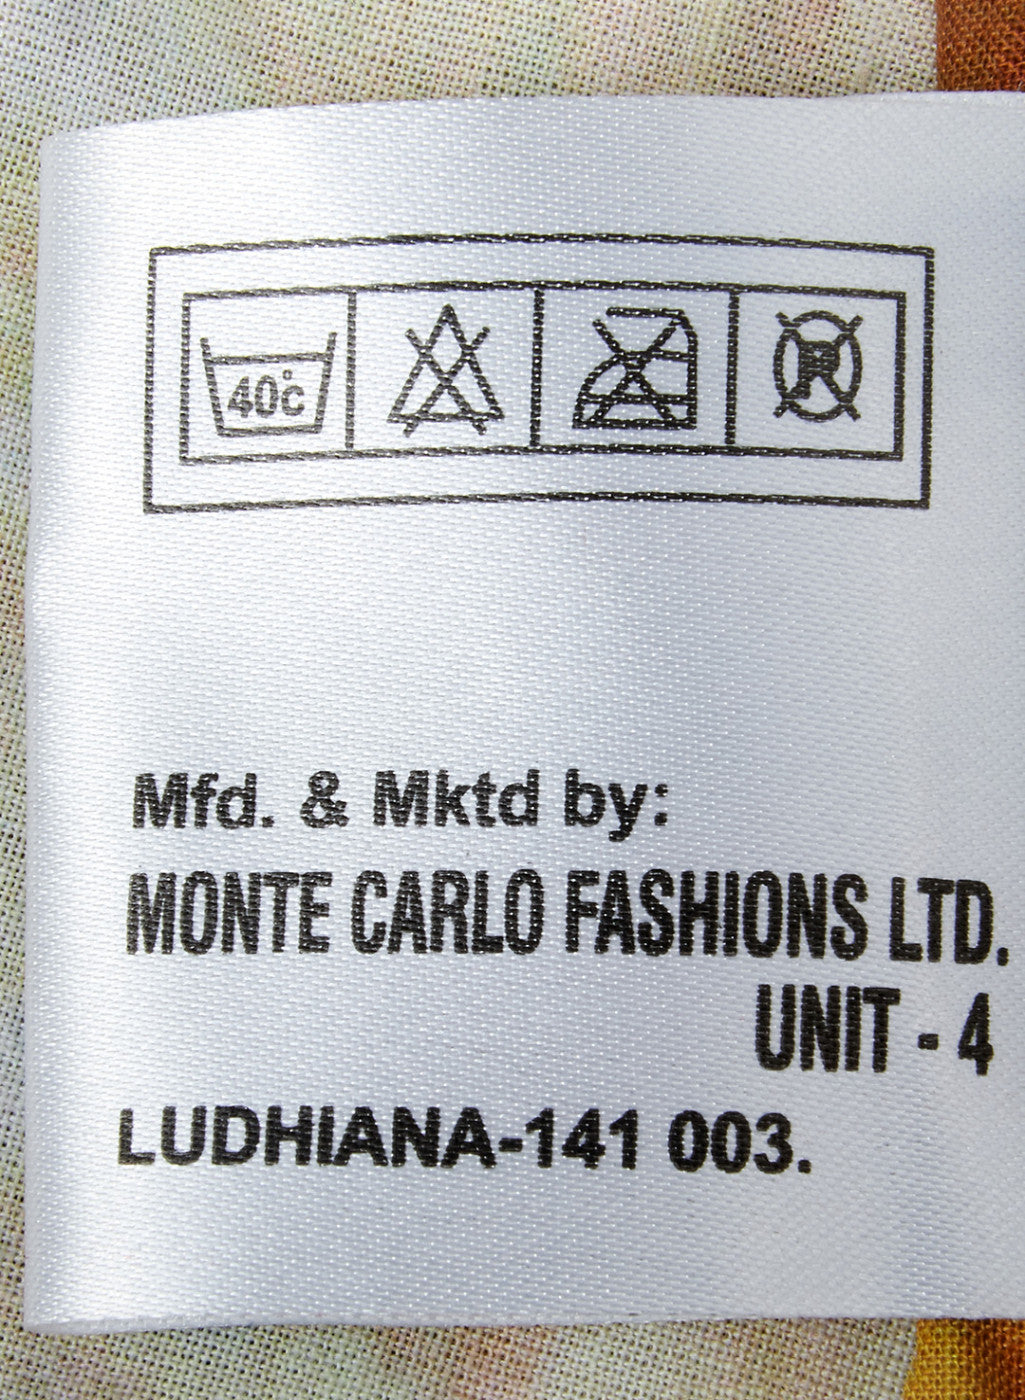 40°C
P
Mfd. & Mktd by:
MONTE CARLO FASHIONS LTD.
UNIT - 4
LUDHIANA-141 003.